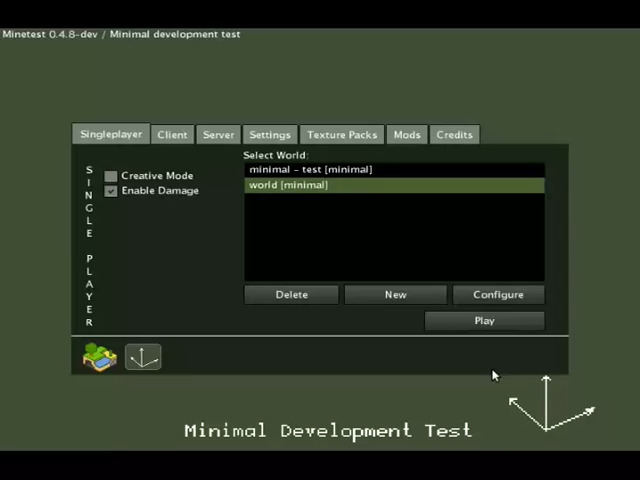 Minetest 0.4.8-dev / Minimal development test
Singleplayer Client Server Settings Texture Packs Mods Credits
SINGLE PLAYER
Creative Mode
Enable Damage
Select World:
minimal - test [minimal]
world [minimal]
Delete New Configure
Play
Minimal Development Test